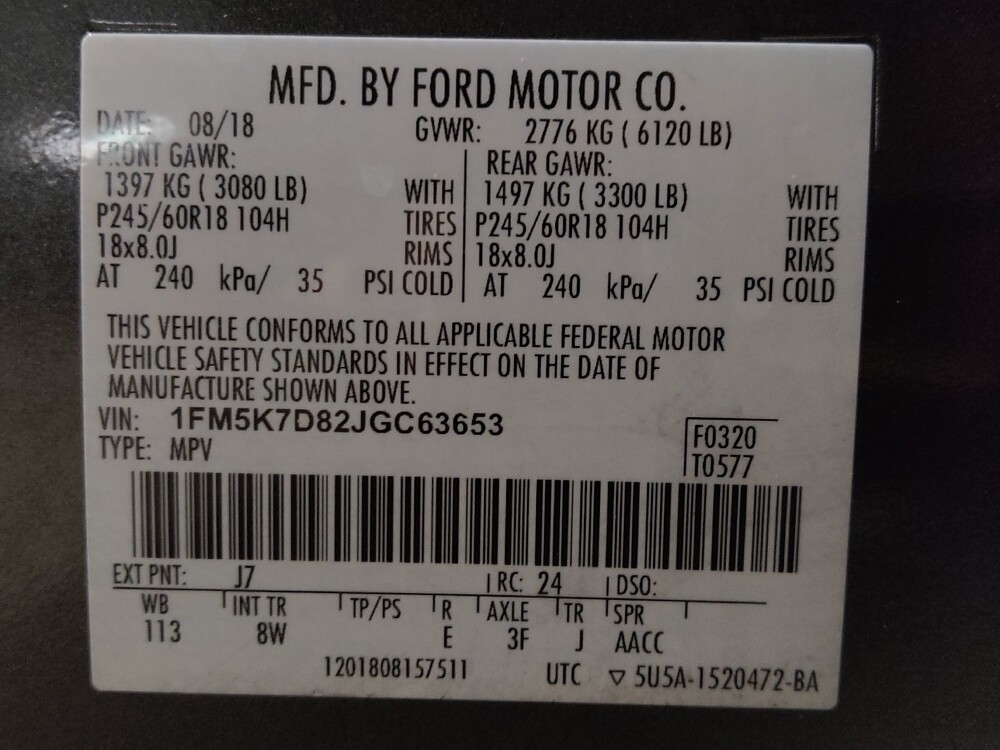 MFD. BY FORD MOTOR CO.
DATE: 08/18 GVWR: 2776 KG ( 6120 LB)
FRONT GAWR: REAR GAWR:
1397 KG ( 3080 LB) WITH 1497 KG ( 3300 LB) WITH
P245/60R18 104H TIRES P245/60R18 104H TIRES
18x8.0J RIMS 18x8.0J RIMS
AT 240 kPa/ 35 PSI COLD AT 240 kPa/ 35 PSI COLD
THIS VEHICLE CONFORMS TO ALL APPLICABLE FEDERAL MOTOR
VEHICLE SAFETY STANDARDS IN EFFECT ON THE DATE OF
MANUFACTURE SHOWN ABOVE.
VIN: 1FM5K7D82JGC63653
F0320
TYPE: MPV
T0577
EXT PNT: J7 RC: 24 DSO:
WB INT TR TP/PS R AXLE TR SPR
113 8W E 3F J AACC
1201808157511 UTC ▽ 5U5A-1520472-BA